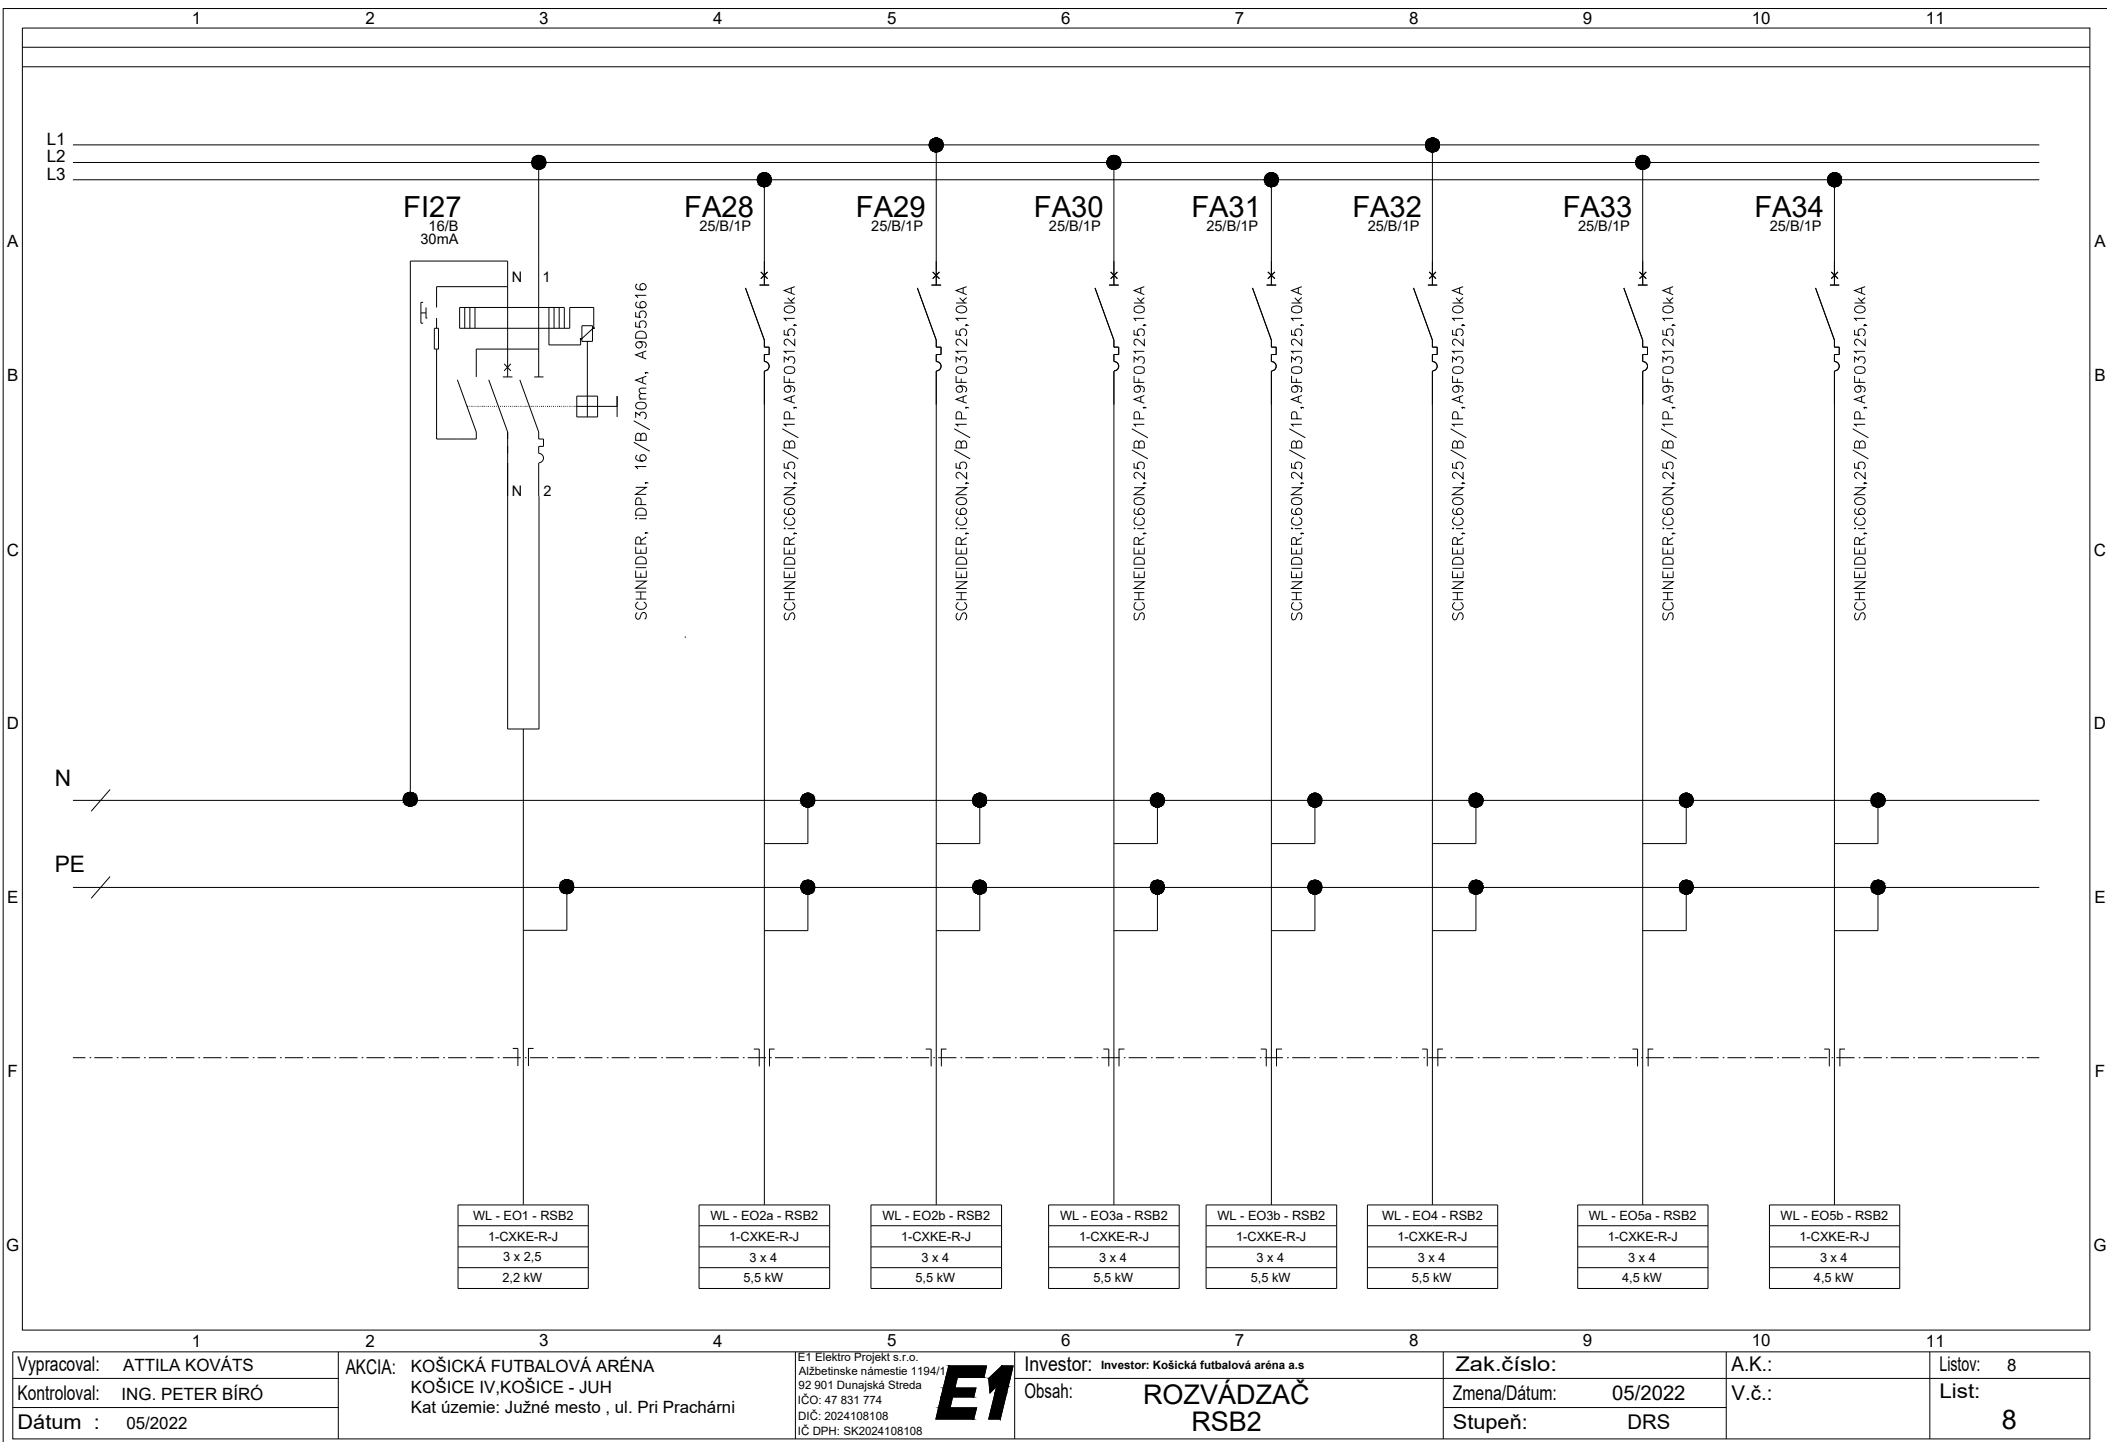 1 2 3 4 5 6 7 8 9 10 11
L1
L2
L3
FI27
16/B
30mA
FA28
25/B/1P
FA29
25/B/1P
FA30
25/B/1P
FA31
25/B/1P
FA32
25/B/1P
FA33
25/B/1P
FA34
25/B/1P
A A
N 1
SCHNEIDER, iDPN, 16/B/30mA, A9D55616
SCHNEIDER,iC60N,25/B/1P,A9F03125,10kA
SCHNEIDER,iC60N,25/B/1P,A9F03125,10kA
SCHNEIDER,iC60N,25/B/1P,A9F03125,10kA
SCHNEIDER,iC60N,25/B/1P,A9F03125,10kA
SCHNEIDER,iC60N,25/B/1P,A9F03125,10kA
SCHNEIDER,iC60N,25/B/1P,A9F03125,10kA
SCHNEIDER,iC60N,25/B/1P,A9F03125,10kA
B B
N 2
C C
D D
N
PE
E E
F F
WL - EO1 - RSB2
1-CXKE-R-J
3 x 2,5
2,2 kW
WL - EO2a - RSB2
1-CXKE-R-J
3 x 4
5,5 kW
WL - EO2b - RSB2
1-CXKE-R-J
3 x 4
5,5 kW
WL - EO3a - RSB2
1-CXKE-R-J
3 x 4
5,5 kW
WL - EO3b - RSB2
1-CXKE-R-J
3 x 4
5,5 kW
WL - EO4 - RSB2
1-CXKE-R-J
3 x 4
5,5 kW
WL - EO5a - RSB2
1-CXKE-R-J
3 x 4
4,5 kW
WL - EO5b - RSB2
1-CXKE-R-J
3 x 4
4,5 kW
G G
1 2 3 4 5 6 7 8 9 10 11
Vypracoval: ATTILA KOVÁTS
Kontroloval: ING. PETER BÍRÓ
Dátum : 05/2022
AKCIA: KOŠICKÁ FUTBALOVÁ ARÉNA
KOŠICE IV,KOŠICE - JUH
Kat územie: Južné mesto , ul. Pri Prachárni
E1 Elektro Projekt s.r.o.
Alžbetinske námestie 1194/1
92 901 Dunajská Streda
IČO: 47 831 774
DIČ: 2024108108
IČ DPH: SK2024108108
E1
Investor: Investor: Košická futbalová aréna a.s
Obsah: ROZVÁDZAČ
RSB2
Zak.číslo:
Zmena/Dátum: 05/2022
Stupeň: DRS
A.K.:
V.č.:
Listov: 8
List:
8